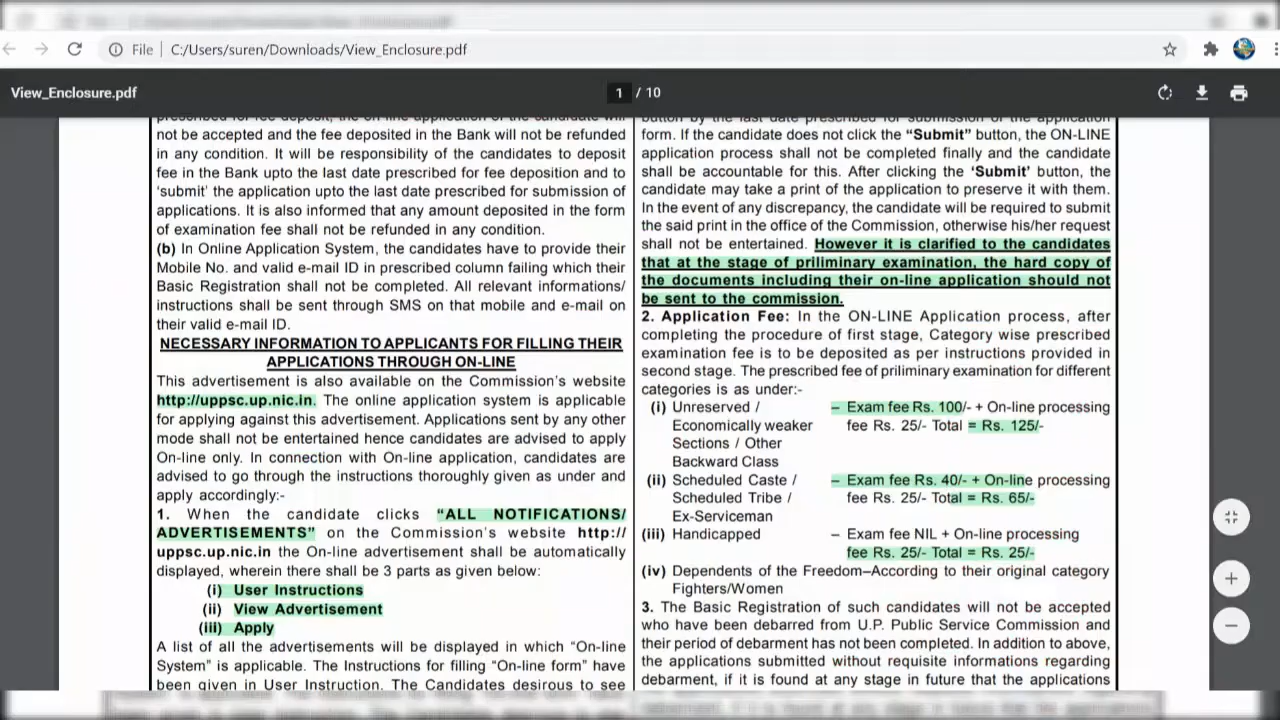 File C:/Users/suren/Downloads/View_Enclosure.pdf
View_Enclosure.pdf
1 / 10
not be accepted and the fee deposited in the Bank will not be refunded
in any condition. It will be responsibility of the candidates to deposit
fee in the Bank upto the last date prescribed for fee deposition and to
'submit' the application upto the last date prescribed for submission of
applications. It is also informed that any amount deposited in the form
of examination fee shall not be refunded in any condition.
(b) In Online Application System, the candidates have to provide their
Mobile No. and valid e-mail ID in prescribed column failing which their
Basic Registration shall not be completed. All relevant informations/
instructions shall be sent through SMS on that mobile and e-mail on
their valid e-mail ID.
NECESSARY INFORMATION TO APPLICANTS FOR FILLING THEIR
APPLICATIONS THROUGH ON-LINE
This advertisement is also available on the Commission's website
http://uppsc.up.nic.in. The online application system is applicable
for applying against this advertisement. Applications sent by any other
mode shall not be entertained hence candidates are advised to apply
On-line only. In connection with On-line application, candidates are
advised to go through the instructions thoroughly given as under and
apply accordingly:-
1. When the candidate clicks "ALL NOTIFICATIONS/
ADVERTISEMENTS" on the Commission's website http://
uppsc.up.nic.in the On-line advertisement shall be automatically
displayed, wherein there shall be 3 parts as given below:
(i) User Instructions
(ii) View Advertisement
(iii) Apply
A list of all the advertisements will be displayed in which "On-line
System" is applicable. The Instructions for filling "On-line form" have
been given in User Instruction. The Candidates desirous to see
button by the last date prescribed for submission of the application
form. If the candidate does not click the "Submit" button, the ON-LINE
application process shall not be completed finally and the candidate
shall be accountable for this. After clicking the 'Submit' button, the
candidate may take a print of the application to preserve it with them.
In the event of any discrepancy, the candidate will be required to submit
the said print in the office of the Commission, otherwise his/her request
shall not be entertained. However it is clarified to the candidates
that at the stage of priliminary examination, the hard copy of
the documents including their on-line application should not
be sent to the commission.
2. Application Fee: In the ON-LINE Application process, after
completing the procedure of first stage, Category wise prescribed
examination fee is to be deposited as per instructions provided in
second stage. The prescribed fee of priliminary examination for different
categories is as under:-
(i) Unreserved / – Exam fee Rs. 100/- + On-line processing
Economically weaker fee Rs. 25/- Total = Rs. 125/-
Sections / Other
Backward Class
(ii) Scheduled Caste / – Exam fee Rs. 40/- + On-line processing
Scheduled Tribe / fee Rs. 25/- Total = Rs. 65/-
Ex-Serviceman
(iii) Handicapped – Exam fee NIL + On-line processing
fee Rs. 25/- Total = Rs. 25/-
(iv) Dependents of the Freedom–According to their original category
Fighters/Women
3. The Basic Registration of such candidates will not be accepted
who have been debarred from U.P. Public Service Commission and
their period of debarment has not been completed. In addition to above,
the applications submitted without requisite informations regarding
debarment, if it is found at any stage in future that the applications